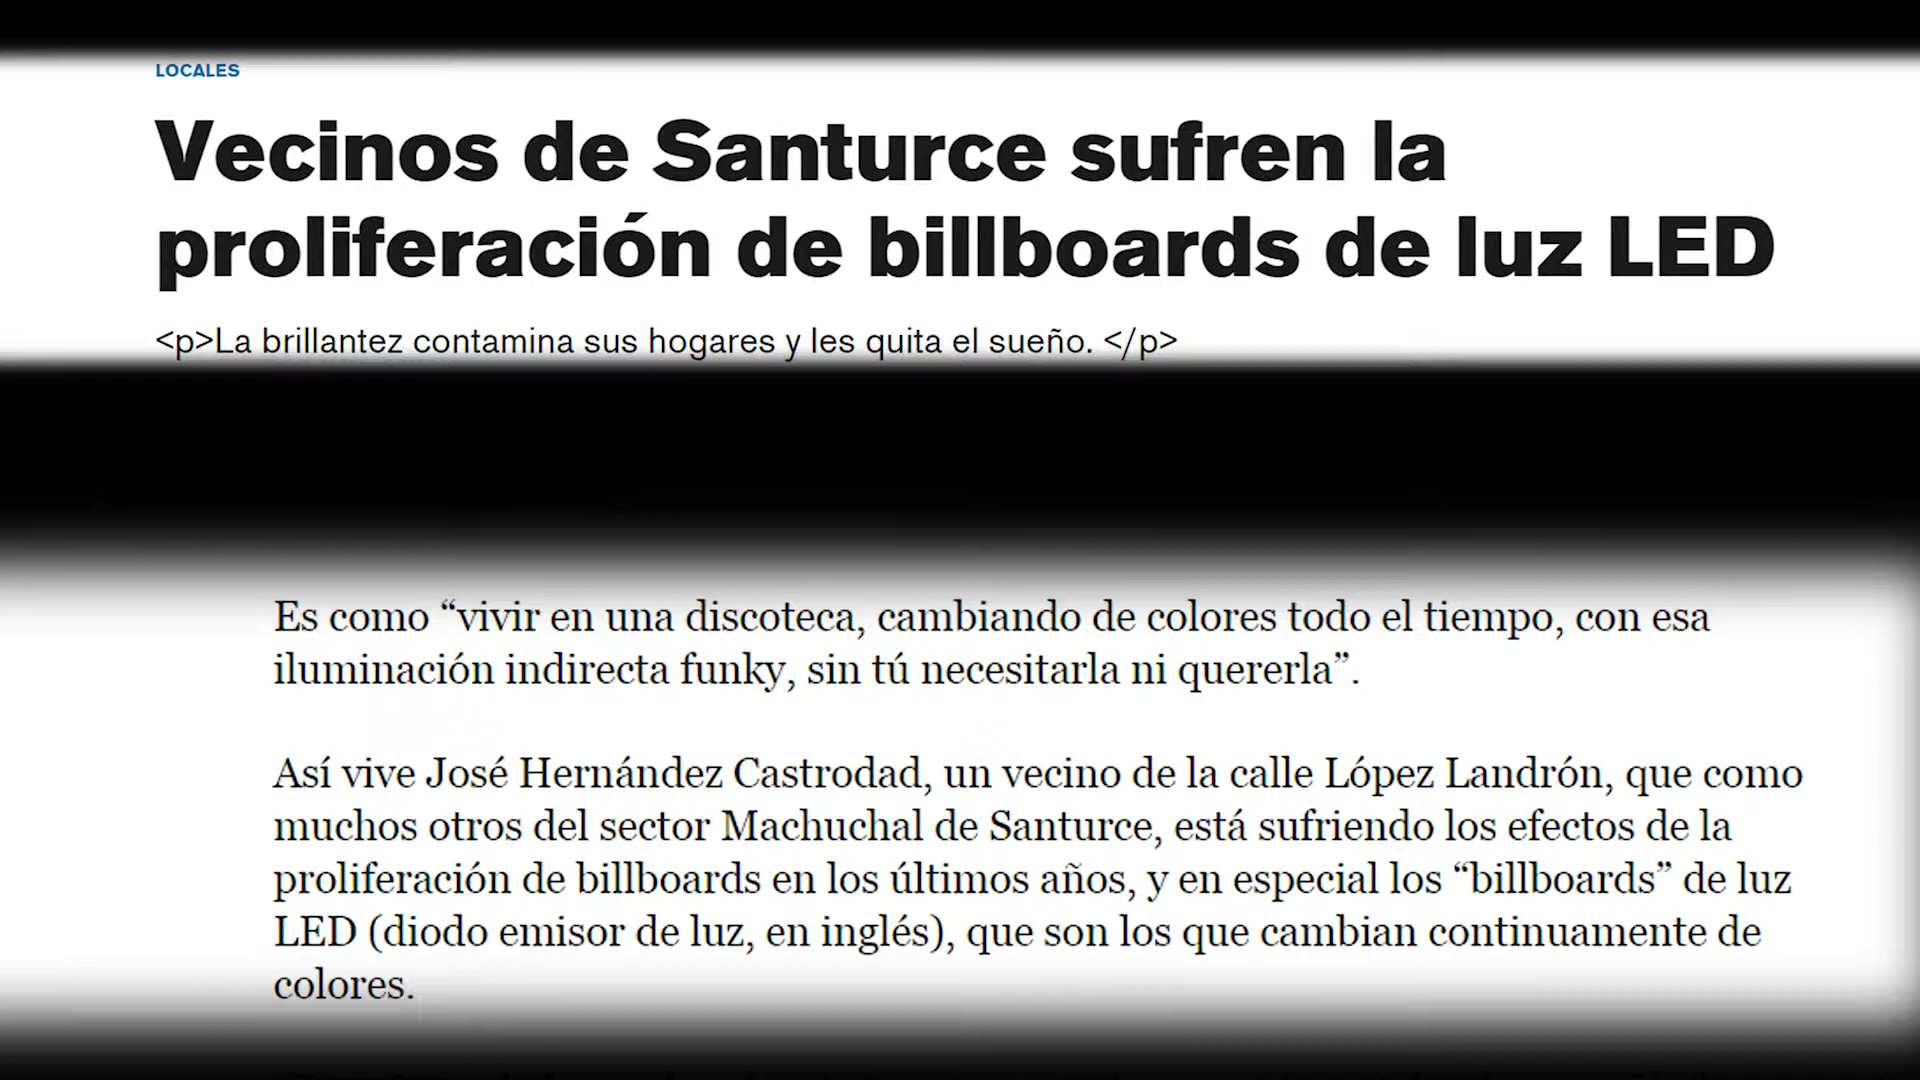 LOCALES
Vecinos de Santurce sufren la
proliferación de billboards de luz LED
<p>La brillantez contamina sus hogares y les quita el sueño. </p>
Es como “vivir en una discoteca, cambiando de colores todo el tiempo, con esa
iluminación indirecta funky, sin tú necesitarla ni quererla”.
Así vive José Hernández Castrodad, un vecino de la calle López Landrón, que como
muchos otros del sector Machuchal de Santurce, está sufriendo los efectos de la
proliferación de billboards en los últimos años, y en especial los “billboards” de luz
LED (diodo emisor de luz, en inglés), que son los que cambian continuamente de
colores.